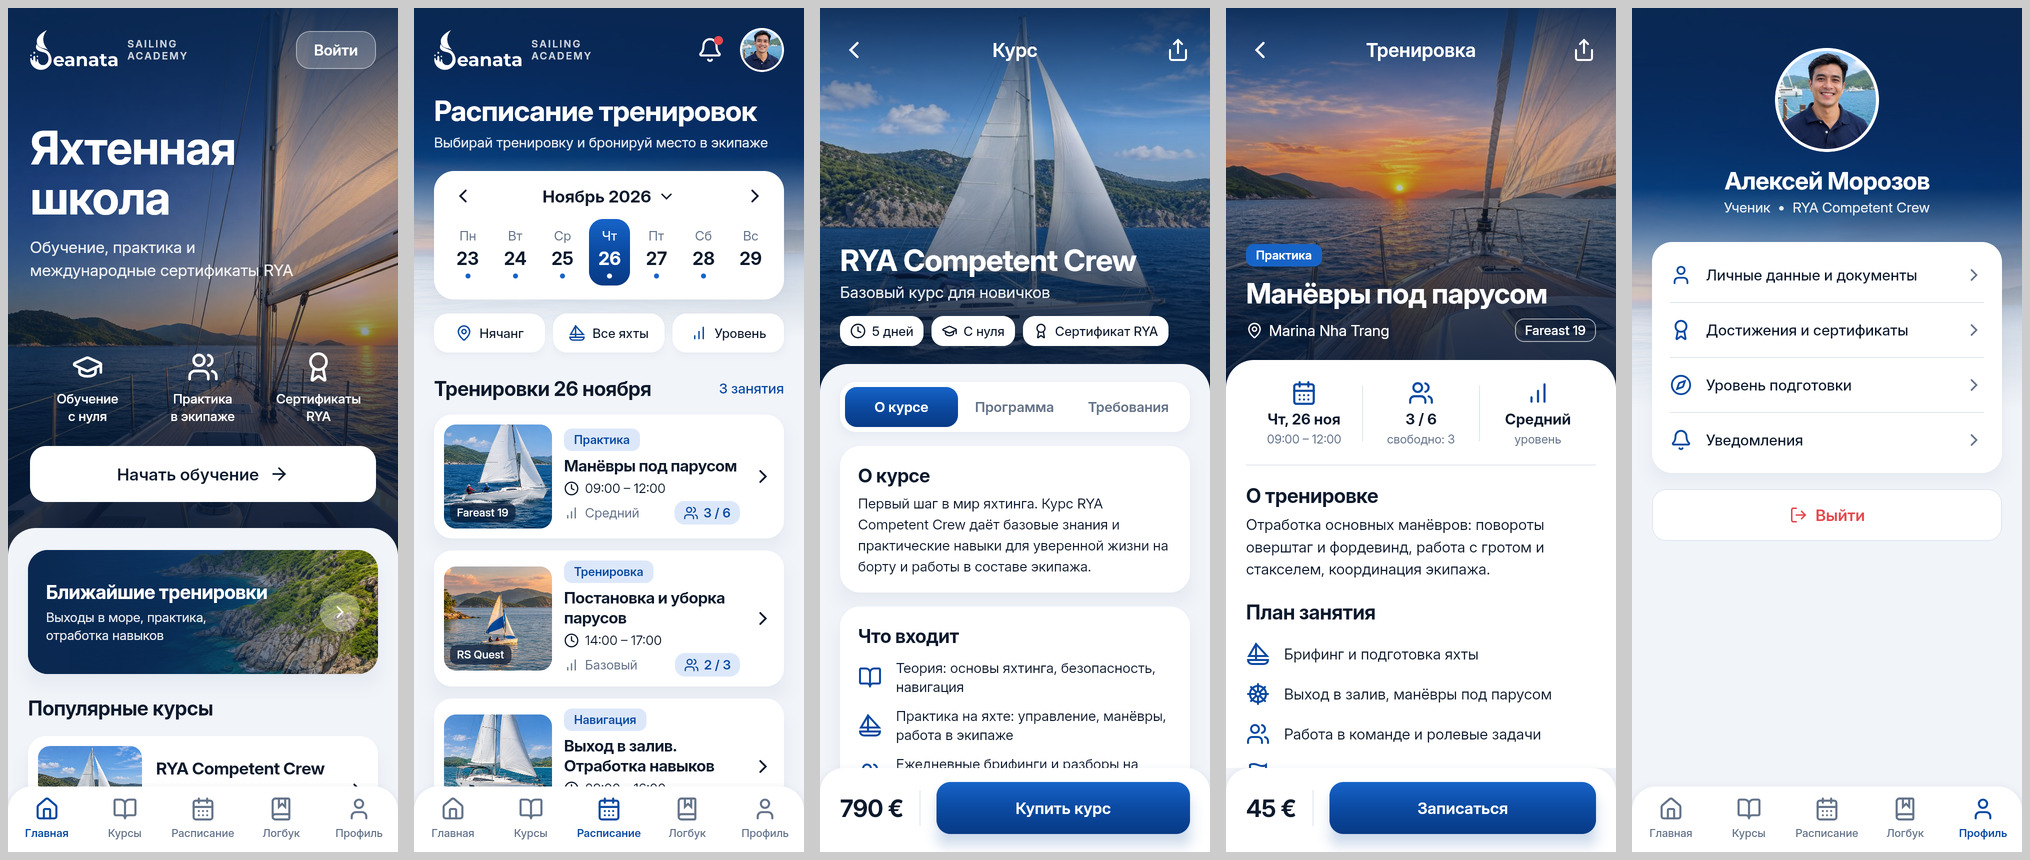 Seanata SAILING ACADEMY
Войти
Яхтенная
школа
Обучение, практика и
международные сертификаты RYA
Обучение
с нуля
Практика
в экипаже
Сертификаты
RYA
Начать обучение
Ближайшие тренировки
Выходы в море, практика,
отработка навыков
Популярные курсы
RYA Competent Crew
Главная
Курсы
Расписание
Логбук
Профиль
Seanata SAILING ACADEMY
Расписание тренировок
Выбирай тренировку и бронируй место в экипаже
Ноябрь 2026
Пн Вт Ср Чт Пт Сб Вс
23 24 25 26 27 28 29
Нячанг
Все яхты
Уровень
Тренировки 26 ноября
3 занятия
Fareast 19
Практика
Манёвры под парусом
09:00 – 12:00
Средний
3 / 6
RS Quest
Тренировка
Постановка и уборка
парусов
14:00 – 17:00
Базовый
2 / 3
Навигация
Выход в залив.
Отработка навыков
Главная
Курсы
Расписание
Логбук
Профиль
Курс
RYA Competent Crew
Базовый курс для новичков
5 дней
С нуля
Сертификат RYA
О курсе
Программа
Требования
О курсе
Первый шаг в мир яхтинга. Курс RYA
Competent Crew даёт базовые знания и
практические навыки для уверенной жизни на
борту и работы в составе экипажа.
Что входит
Теория: основы яхтинга, безопасность,
навигация
Практика на яхте: управление, манёвры,
работа в экипаже
Ежедневные брифинги и разборы на
790 €
Купить курс
Тренировка
Практика
Манёвры под парусом
Marina Nha Trang
Fareast 19
Чт, 26 ноя
09:00 – 12:00
3 / 6
свободно: 3
Средний
уровень
О тренировке
Отработка основных манёвров: повороты
оверштаг и фордевинд, работа с гротом и
стакселем, координация экипажа.
План занятия
Брифинг и подготовка яхты
Выход в залив, манёвры под парусом
Работа в команде и ролевые задачи
45 €
Записаться
Алексей Морозов
Ученик • RYA Competent Crew
Личные данные и документы
Достижения и сертификаты
Уровень подготовки
Уведомления
Выйти
Главная
Курсы
Расписание
Логбук
Профиль